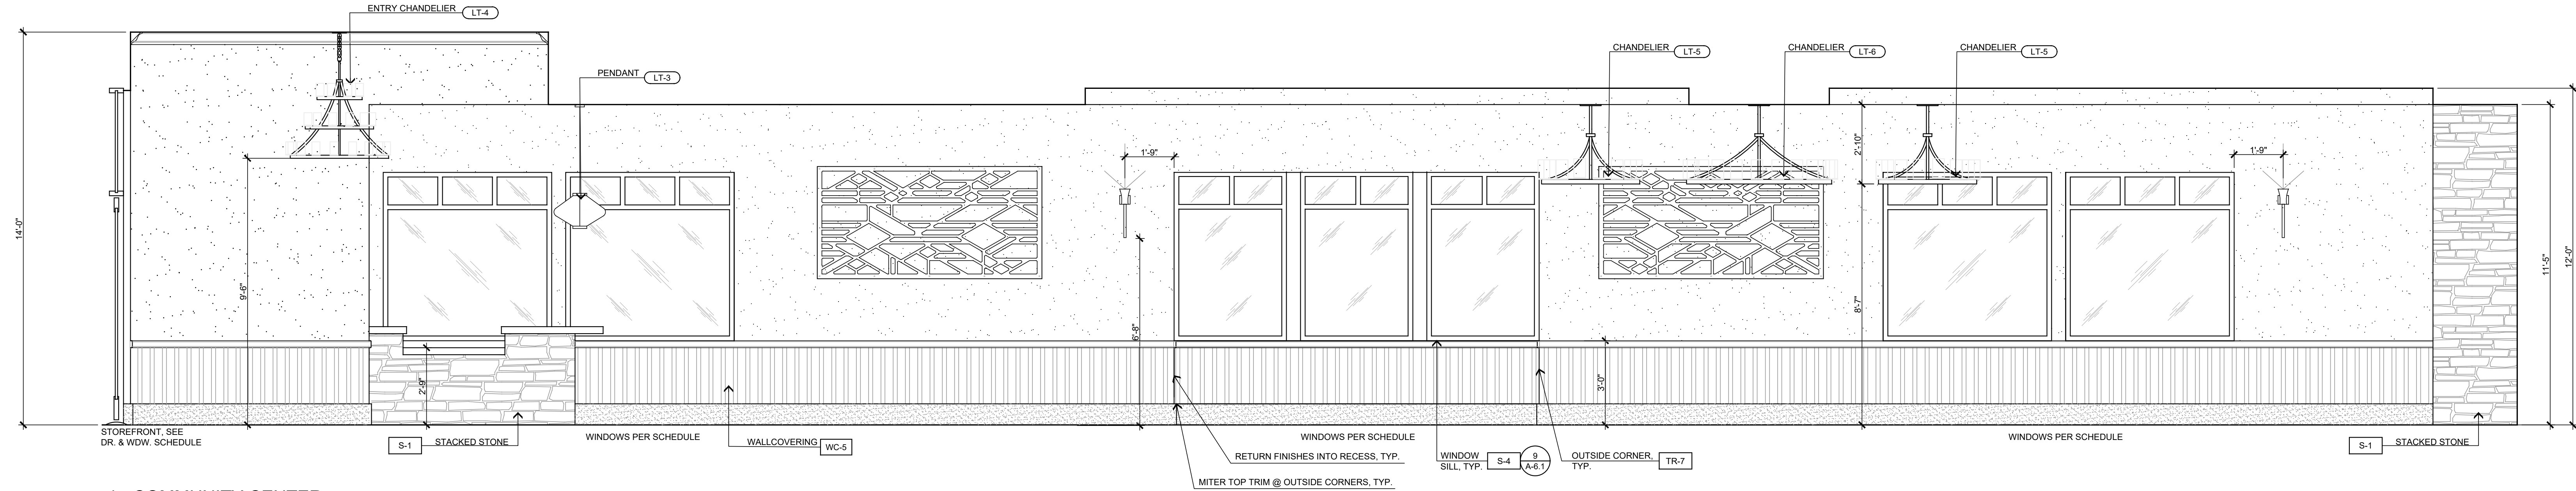 ENTRY CHANDELIER LT-4
PENDANT LT-3
CHANDELIER LT-5
CHANDELIER LT-6
CHANDELIER LT-5
14'-0"
9'-6"
2'-9"
1'-9"
6'-8"
3'-0"
2'-10"
8'-7"
1'-9"
11'-5"
12'-0"
STOREFRONT, SEE
DR. & WDW. SCHEDULE
S-1 STACKED STONE
WINDOWS PER SCHEDULE
WALLCOVERING WC-5
RETURN FINISHES INTO RECESS, TYP.
MITER TOP TRIM @ OUTSIDE CORNERS, TYP.
WINDOWS PER SCHEDULE
WINDOW
SILL, TYP.
S-4
9
A-6.1
OUTSIDE CORNER,
TYP.
TR-7
WINDOWS PER SCHEDULE
S-1 STACKED STONE